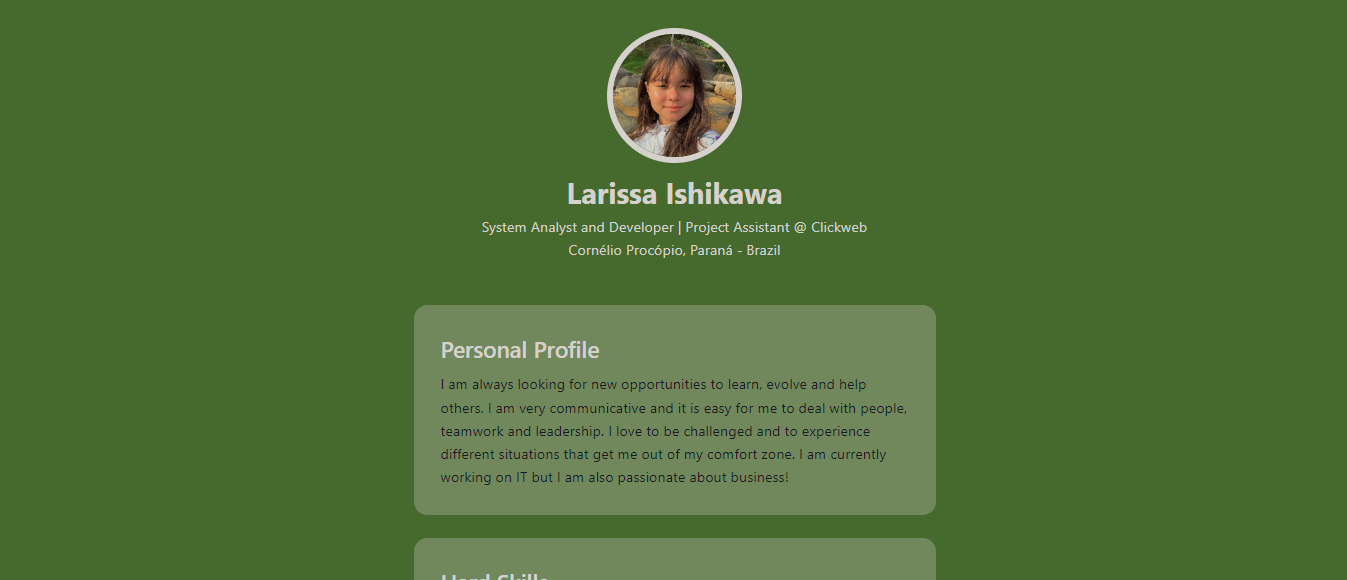 Larissa Ishikawa
System Analyst and Developer | Project Assistant @ Clickweb
Cornélio Procópio, Paraná - Brazil
Personal Profile
I am always looking for new opportunities to learn, evolve and help
others. I am very communicative and it is easy for me to deal with people,
teamwork and leadership. I love to be challenged and to experience
different situations that get me out of my comfort zone. I am currently
working on IT but I am also passionate about business!
Hard Skills